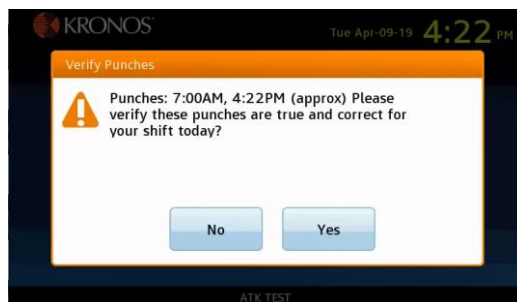 KRONOS
Tue Apr-09-19 4:22 PM
Verify Punches
Punches: 7:00AM, 4:22PM (approx) Please
verify these punches are true and correct for
your shift today?
No Yes
ATK TEST